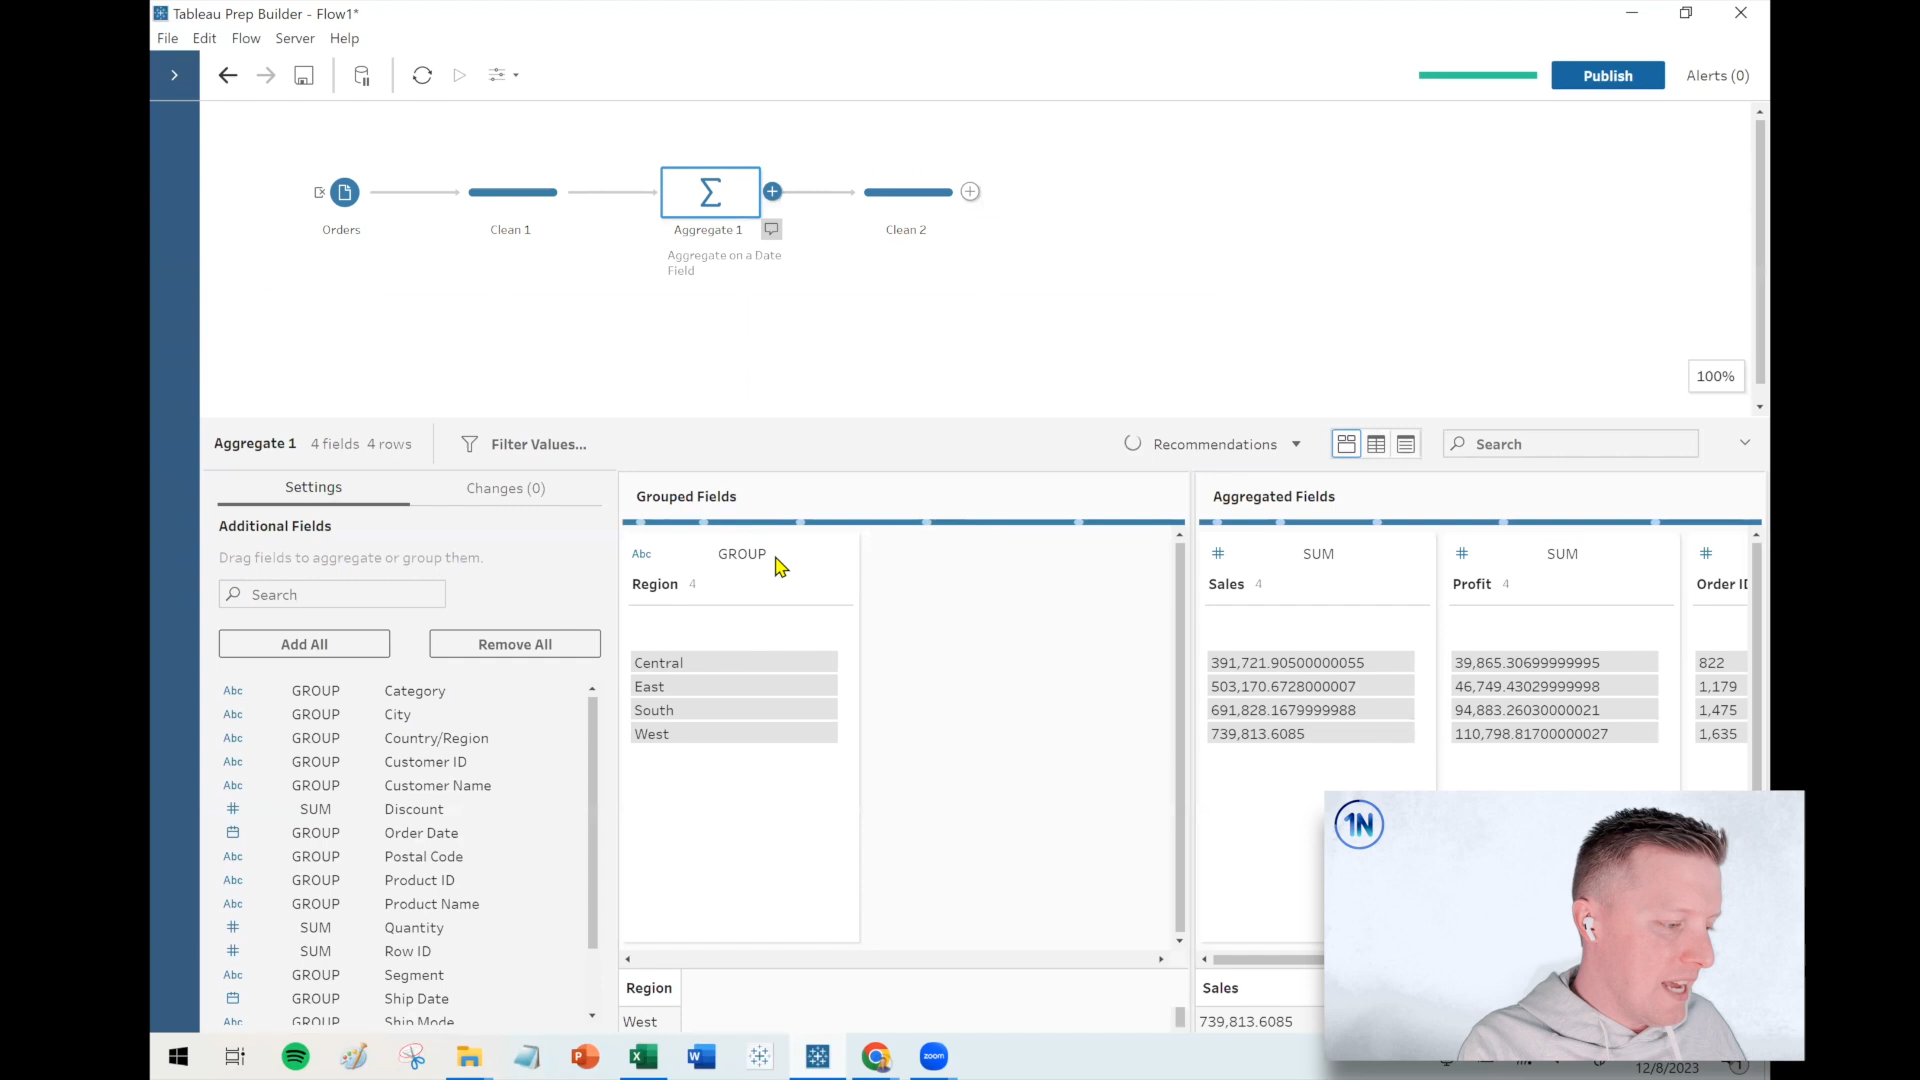 Tableau Prep Builder - Flow1*
File Edit Flow Server Help
Publish Alerts (0)
Orders Clean 1 Aggregate 1 Clean 2
Aggregate on a Date
Field
100%
Aggregate 1 4 fields 4 rows Filter Values... Recommendations Search
Settings Changes (0)
Additional Fields
Drag fields to aggregate or group them.
Search
Add All Remove All
Abc GROUP Category
Abc GROUP City
Abc GROUP Country/Region
Abc GROUP Customer ID
Abc GROUP Customer Name
# SUM Discount
GROUP Order Date
Abc GROUP Postal Code
Abc GROUP Product ID
Abc GROUP Product Name
# SUM Quantity
# SUM Row ID
Abc GROUP Segment
GROUP Ship Date
Abc GROUP Ship Mode
Grouped Fields
Abc GROUP
Region 4
Central
East
South
West
Region
West
Aggregated Fields
# SUM # SUM #
Sales 4 Profit 4 Order ID
391,721.90500000055 39,865.30699999995 822
503,170.6728000007 46,749.43029999998 1,179
691,828.1679999988 94,883.26030000021 1,475
739,813.6085 110,798.81700000027 1,635
Sales
739,813.6085
1N
zoom
12/8/2023